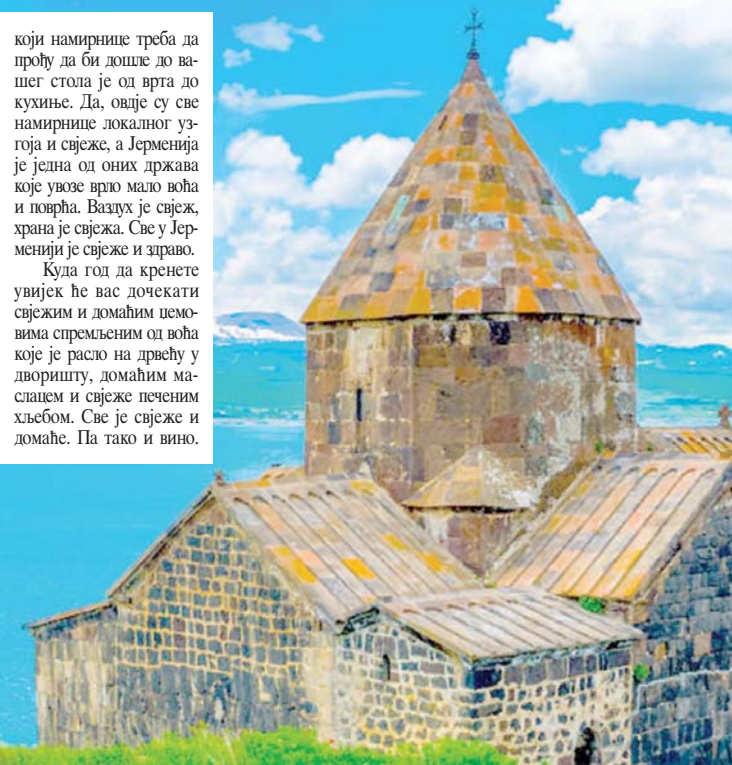 који намирнице треба да
прођу да би дошле до ва-
шег стола је од врта до
кухиње. Да, овдје су све
намирнице локалног уз-
гоја и свјеже, а Јерменија
је једна од оних држава
које увозе врло мало воћа
и поврћа. Ваздух је свјеж,
храна је свјежа. Све у Јер-
менији је свјеже и здраво.
Куда год да кренете
увијек ће вас дочекати
свјежим и домаћим џемо-
вима спремљеним од воћа
које је расло на дрвећу у
дворишту, домаћим ма-
слацем и свјеже печеним
хљебом. Све је свјеже и
домаће. Па тако и вино.